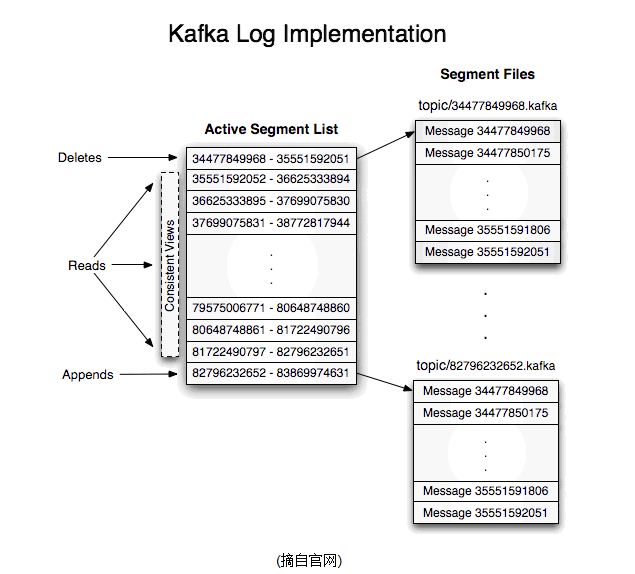 Kafka Log Implementation
Segment Files
topic/34477849968.kafka
Active Segment List
Deletes
Reads
Appends
Consistent Views
34477849968 - 35551592051
35551592052 - 36625333894
36625333895 - 37699075830
37699075831 - 38772817944
.
.
.
79575006771 - 80648748860
80648748861 - 81722490796
81722490797 - 82796232651
82796232652 - 83869974631
Message 34477849968
Message 34477850175
.
.
.
Message 35551591806
Message 35551592051
.
.
.
topic/82796232652.kafka
Message 34477849968
Message 34477850175
.
.
.
Message 35551591806
Message 35551592051
(摘自官网)